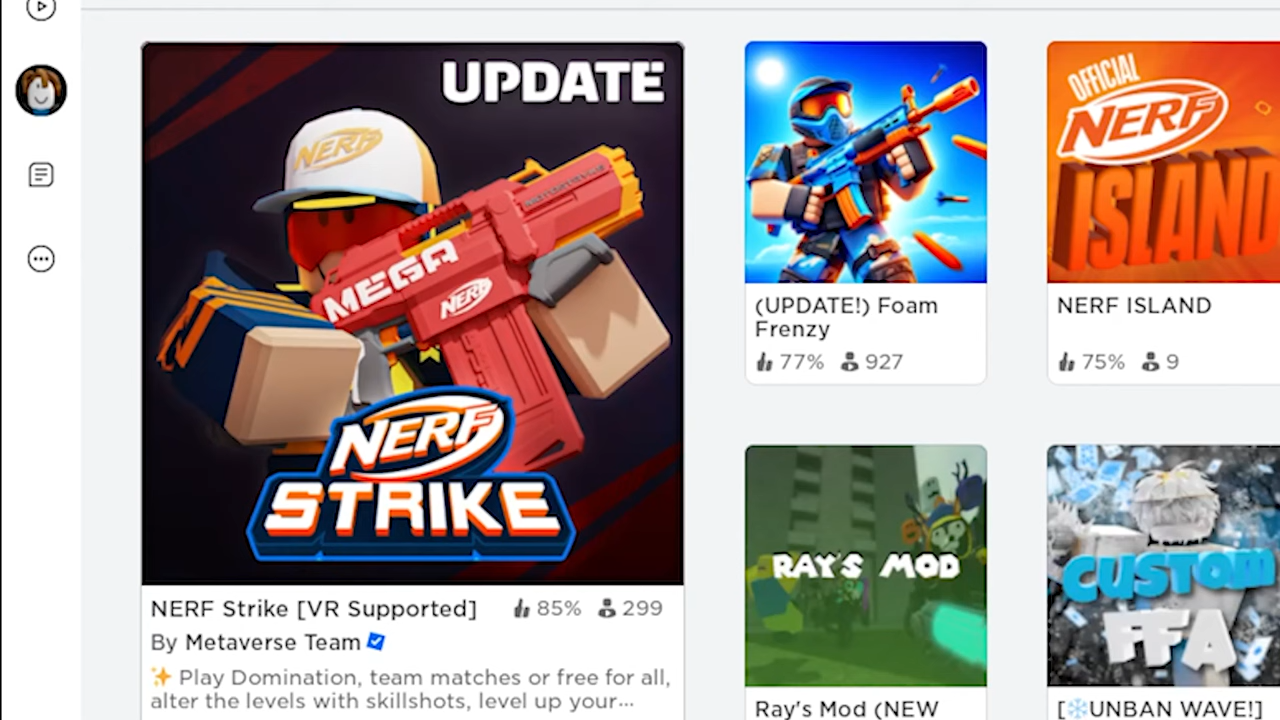 UPDATE
NERF
MEGA
NERF
NERF
STRIKE
NERF Strike [VR Supported] 85% 299
By Metaverse Team
✨ Play Domination, team matches or free for all,
alter the levels with skillshots, level up your...
(UPDATE!) Foam
Frenzy
77% 927
OFFICIAL
NERF
ISLAND
NERF ISLAND
75% 9
RAY'S MOD
Ray's Mod (NEW
CUSTOM
FFA
[❄️UNBAN WAVE!]